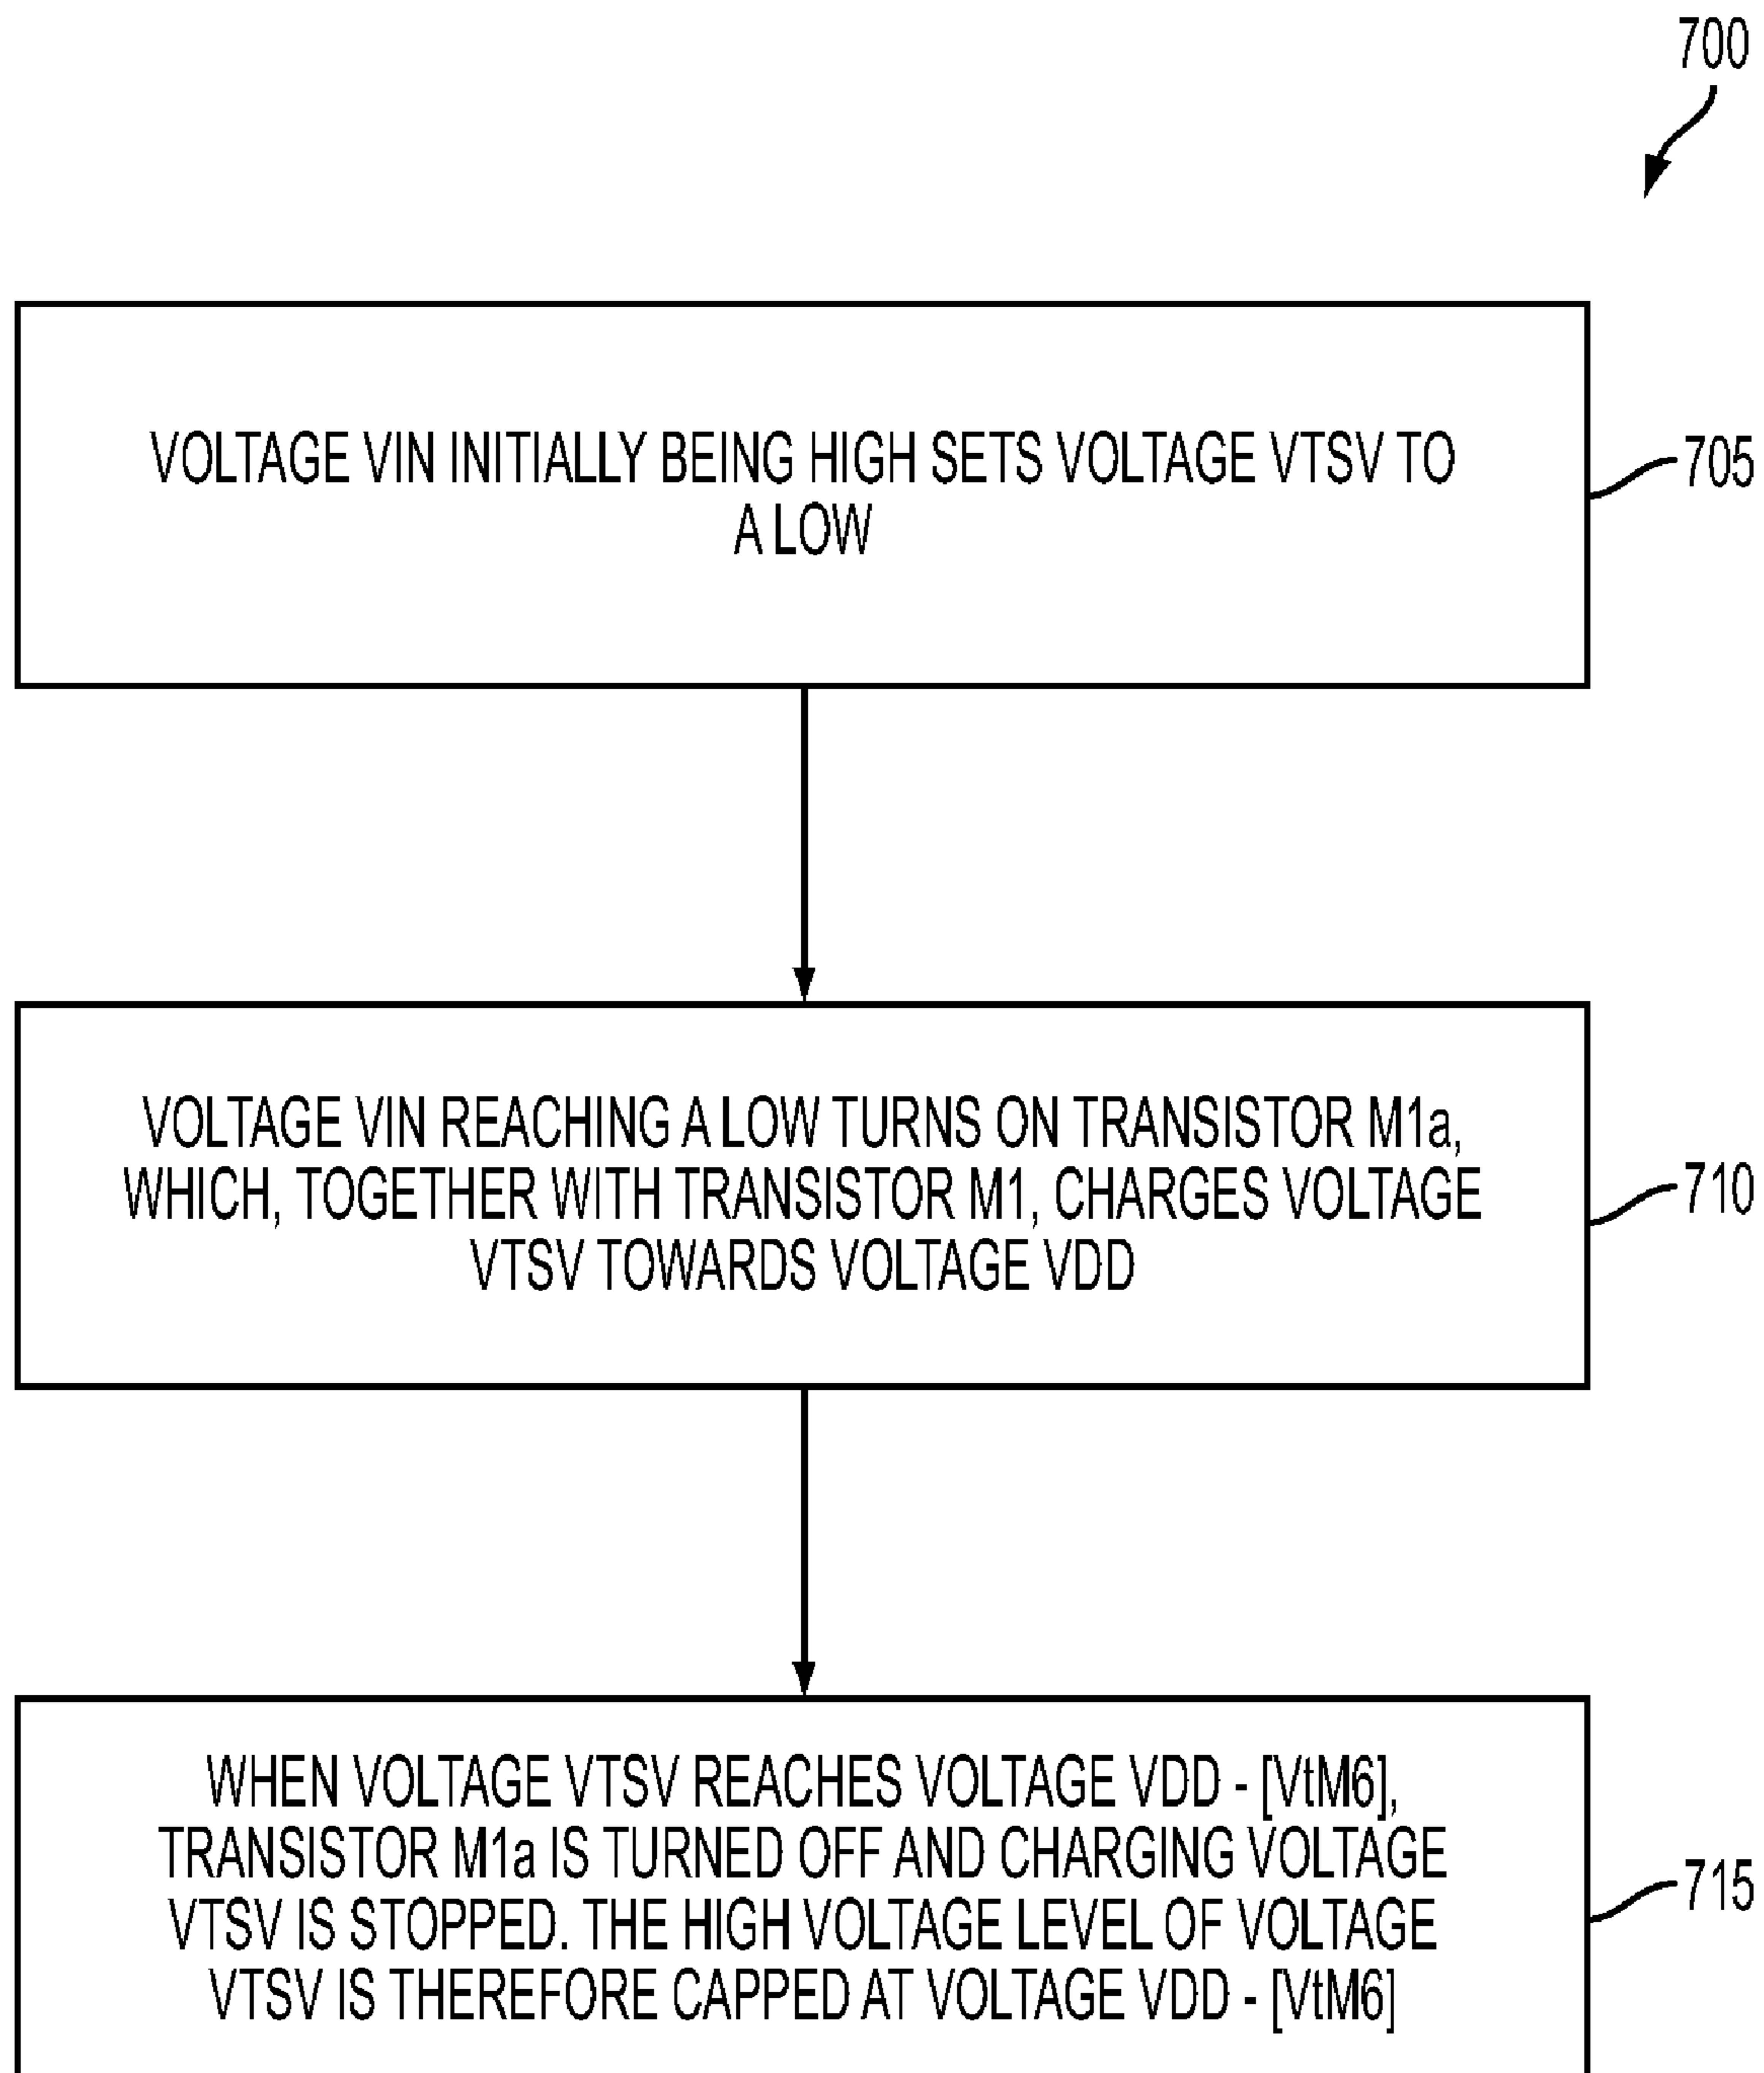 700
VOLTAGE VIN INITIALLY BEING HIGH SETS VOLTAGE VTSV TO
A LOW
705
VOLTAGE VIN REACHING A LOW TURNS ON TRANSISTOR M1a,
WHICH, TOGETHER WITH TRANSISTOR M1, CHARGES VOLTAGE
VTSV TOWARDS VOLTAGE VDD
710
WHEN VOLTAGE VTSV REACHES VOLTAGE VDD - [VtM6],
TRANSISTOR M1a IS TURNED OFF AND CHARGING VOLTAGE
VTSV IS STOPPED. THE HIGH VOLTAGE LEVEL OF VOLTAGE
VTSV IS THEREFORE CAPPED AT VOLTAGE VDD - [VtM6]
715